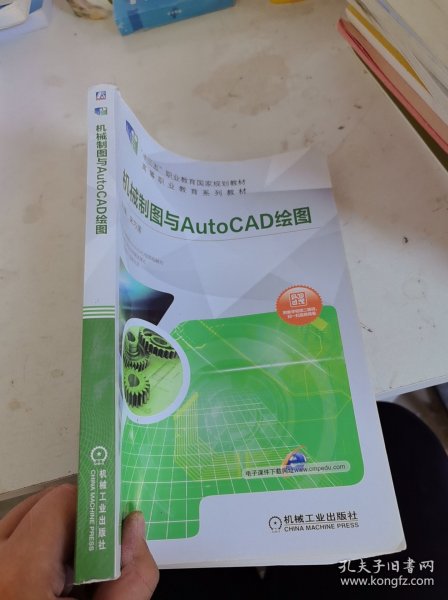 机械制图与AutoCAD绘图
机械工业出版社
CHINA MACHINE PRESS
职业教育国家规划教材
高等职业教育系列教材
机械制图与AutoCAD绘图
电子课件下载网址www.cmpedu.com
机械工业出版社
CHINA MACHINE PRESS
孔夫子旧书网
www.kongfz.com